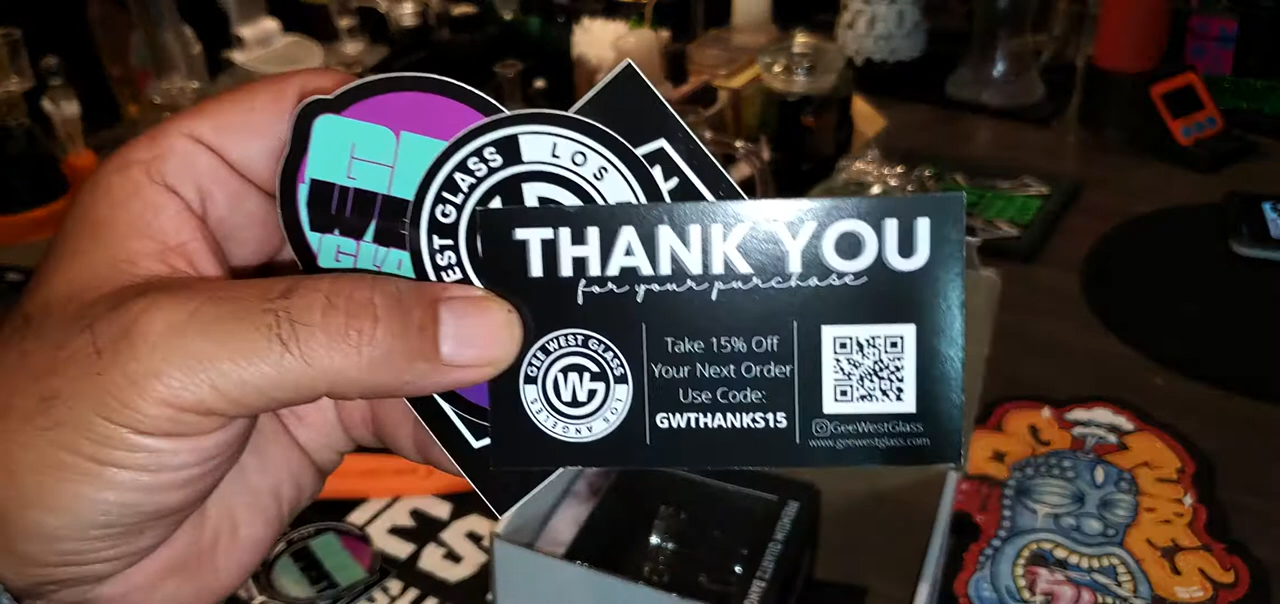 EST GLASS LOS
THANK YOU
for your purchase
GEE WEST GLASS
LOS ANGELES
GW
Take 15% Off
Your Next Order
Use Code:
GWTHANKS15
GeeWestGlass
www.geewestglass.com